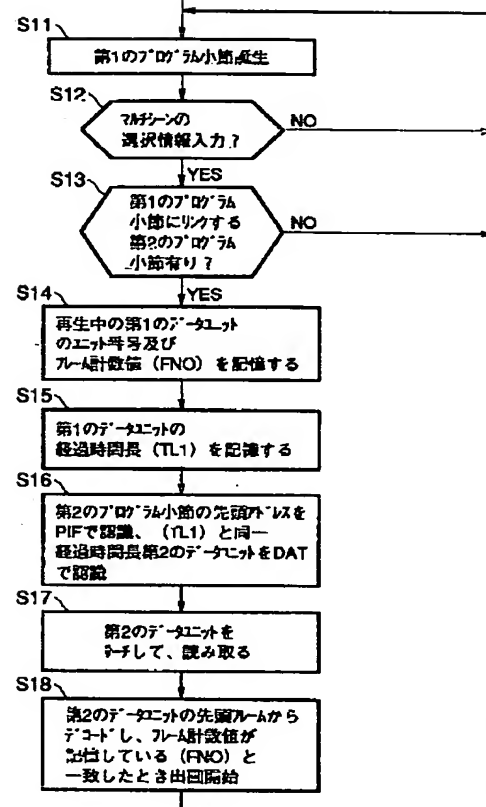 S11
第1のプログラム小節再生
S12
マルチシーンの
選択情報入力?
NO
YES
S13
第1のプログラム
小節にリンクする
第2のプログラム
小節有り?
NO
YES
S14
再生中の第1のデータユニット
のユニット番号及び
フレーム計数値(FNO)を記憶する
S15
第1のデータユニットの
経過時間長(TL1)を記憶する
S16
第2のプログラム小節の先頭アドレスを
PIFで認識、(TL1)と同一
経過時間長第2のデータユニットをDAT
で認識
S17
第2のデータユニットを
サーチして、読み取る
S18
第2のデータユニットの先頭フレームから
デコードし、フレーム計数値が
記憶している(FNO)と
一致したとき出画開始